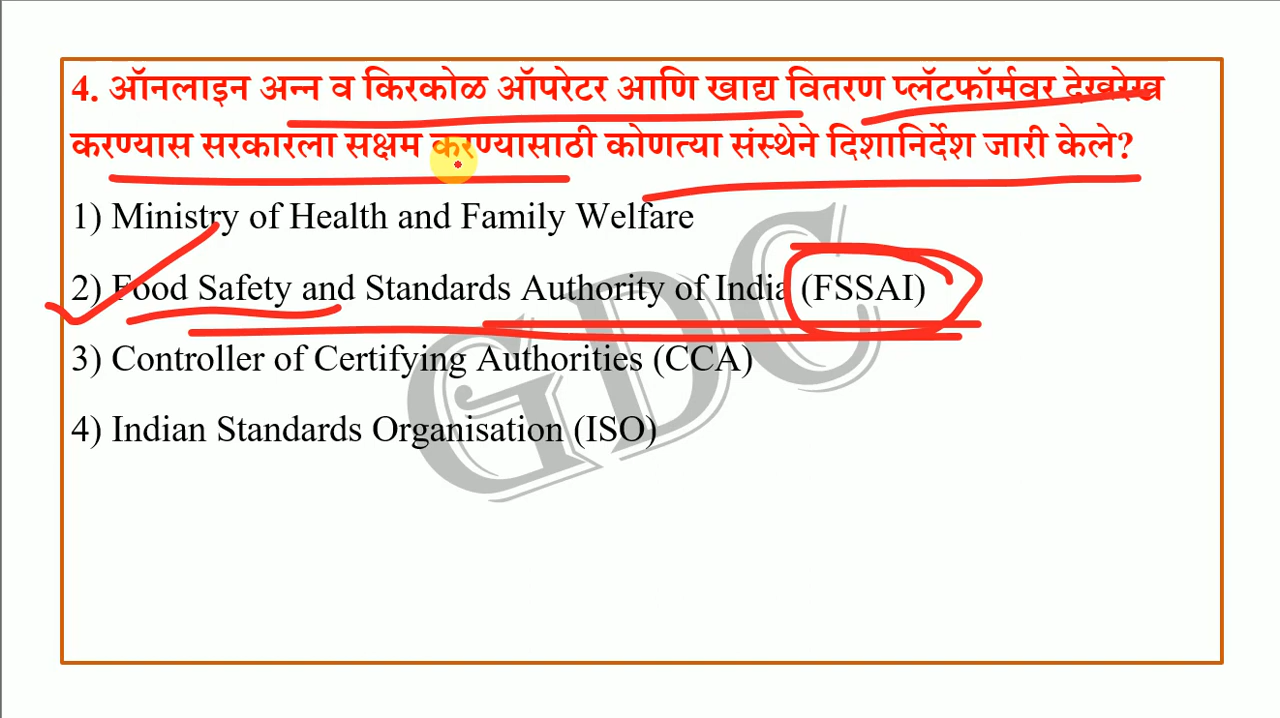 4. ऑनलाइन अन्न व किरकोळ ऑपरेटर आणि खाद्य वितरण प्लॅटफॉर्मवर देखरेख
करण्यास सरकारला सक्षम करण्यासाठी कोणत्या संस्थेने दिशानिर्देश जारी केले?
1) Ministry of Health and Family Welfare
2) Food Safety and Standards Authority of India (FSSAI)
3) Controller of Certifying Authorities (CCA)
4) Indian Standards Organisation (ISO)
GDC